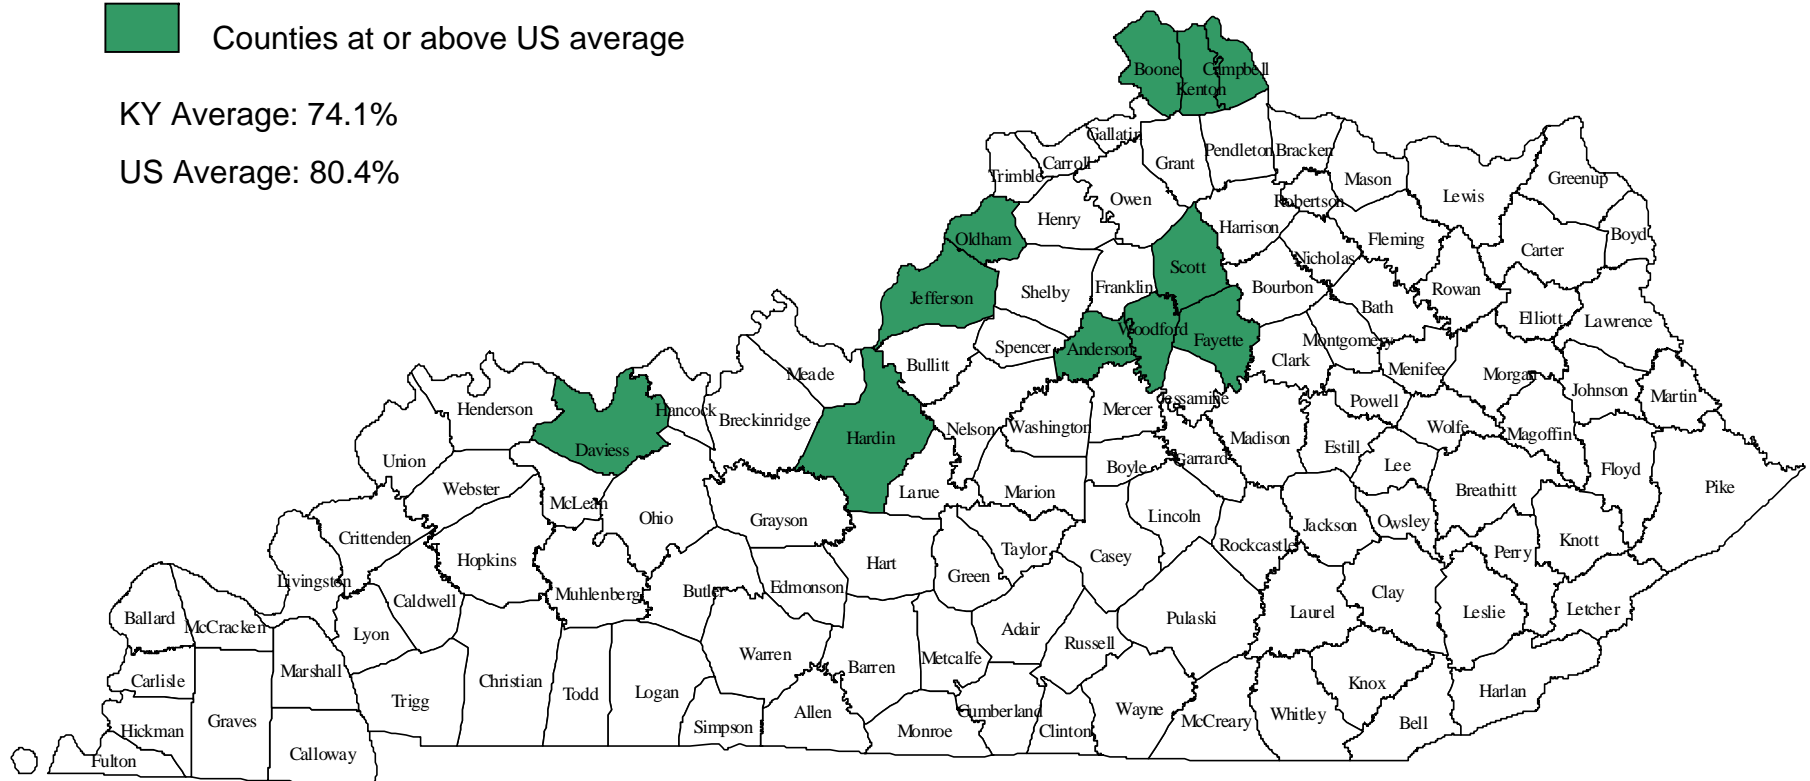 Counties at or above US average
KY Average: 74.1%
US Average: 80.4%
Boone
Campbell
Kenton
Gallatin
Carroll
Trimble
Grant
Pendleton
Bracken
Mason
Lewis
Greenup
Robertson
Owen
Henry
Harrison
Fleming
Boyd
Carter
Oldham
Nicholas
Scott
Franklin
Shelby
Bourbon
Rowan
Bath
Jefferson
Elliott
Lawrence
Woodford
Fayette
Montgomery
Anderson
Spencer
Clark
Menifee
Bullitt
Morgan
Johnson
Martin
Meade
Powell
Jessamine
Henderson
Hancock
Mercer
Breckinridge
Washington
Nelson
Wolfe
Magoffin
Hardin
Madison
Estill
Daviess
Garrard
Union
Boyle
Lee
Floyd
Webster
Larue
Marion
Breathitt
Pike
McLean
Ohio
Grayson
Lincoln
Jackson
Owsley
Crittenden
Taylor
Casey
Rockcastle
Perry
Knott
Hopkins
Hart
Green
Livingston
Edmonson
Butler
Muhlenberg
Caldwell
Clay
Laurel
Leslie
Letcher
Ballard
McCracken
Lyon
Adair
Pulaski
Russell
Warren
Barren
Metcalfe
Marshall
Carlisle
Christian
Todd
Logan
Knox
Harlan
Trigg
Graves
Simpson
Allen
Cumberland
Wayne
McCreary
Whitley
Bell
Hickman
Monroe
Clinton
Calloway
Fulton